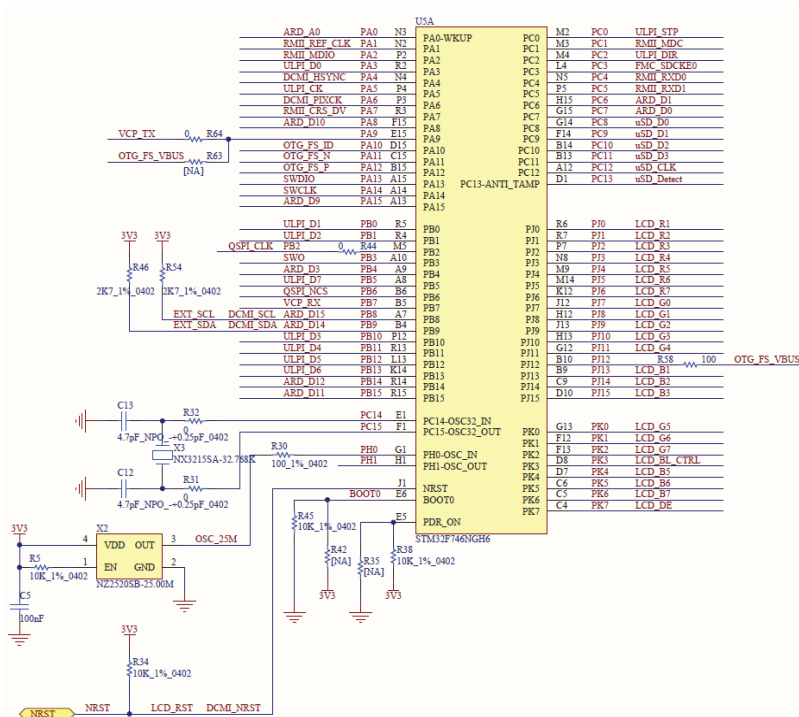 U5A
ARD_A0 PA0 N3 PA0-WKUP PC0 M2 PC0 ULPI_STP
RMII_REF_CLK PA1 N2 PA1 PC1 M3 PC1 RMII_MDC
RMII_MDIO PA2 P2 PA2 PC2 M4 PC2 ULPI_DIR
ULPI_D0 PA3 R2 PA3 PC3 L4 PC3 FMC_SDCKE0
DCMI_HSYNC PA4 N4 PA4 PC4 N5 PC4 RMII_RXD0
ULPI_CK PA5 P4 PA5 PC5 P5 PC5 RMII_RXD1
DCMI_PIXCK PA6 P3 PA6 PC6 H15 PC6 ARD_D1
RMII_CRS_DV PA7 R3 PA7 PC7 G15 PC7 ARD_D0
ARD_D10 PA8 F15 PA8 PC8 G14 PC8 uSD_D0
VCP_TX 0 R64 PA9 E15 PA9 PC9 F14 PC9 uSD_D1
OTG_FS_ID PA10 D15 PA10 PC10 B14 PC10 uSD_D2
OTG_FS_VBUS R63 [NA] OTG_FS_N PA11 C15 PA11 PC11 B13 PC11 uSD_D3
OTG_FS_P PA12 B15 PA12 PC12 A12 PC12 uSD_CLK
SWDIO PA13 A15 PA13 PC13-ANTI_TAMP D1 PC13 uSD_Detect
SWCLK PA14 A14 PA14
ARD_D9 PA15 A13 PA15
ULPI_D1 PB0 R5 PB0 PJ0 R6 PJ0 LCD_R1
ULPI_D2 PB1 R4 PB1 PJ1 R7 PJ1 LCD_R2
QSPI_CLK PB2 0 R44 M5 PB2 PJ2 P7 PJ2 LCD_R3
SWO A10 PB3 PJ3 N8 PJ3 LCD_R4
ARD_D3 PB4 A9 PB4 PJ4 M9 PJ4 LCD_R5
ULPI_D7 PB5 A8 PB5 PJ5 M14 PJ5 LCD_R6
QSPI_NCS PB6 B6 PB6 PJ6 K12 PJ6 LCD_R7
VCP_RX PB7 B5 PB7 PJ7 J12 PJ7 LCD_G0
EXT_SCL DCMI_SCL ARD_D15 PB8 A7 PB8 PJ8 H12 PJ8 LCD_G1
EXT_SDA DCMI_SDA ARD_D14 PB9 B4 PB9 PJ9 J13 PJ9 LCD_G2
ULPI_D3 PB10 P12 PB10 PJ10 H13 PJ10 LCD_G3
ULPI_D4 PB11 R13 PB11 PJ11 G12 PJ11 LCD_G4
ULPI_D5 PB12 L13 PB12 PJ12 B10 PJ12 R58 100 OTG_FS_VBUS
ULPI_D6 PB13 K14 PB13 PJ13 B9 PJ13 LCD_B1
ARD_D12 PB14 R14 PB14 PJ14 C9 PJ14 LCD_B2
ARD_D11 PB15 R15 PB15 PJ15 D10 PJ15 LCD_B3
3V3 3V3
R46 R54
2K7_1%_0402 2K7_1%_0402
C13 R32 PC14 E1 PC14-OSC32_IN
0 PC15 F1 PC15-OSC32_OUT PK0 G13 PK0 LCD_G5
4.7pF_NPO_-+0.25pF_0402 PK1 F12 PK1 LCD_G6
X3 R30 PH0 G1 PH0-OSC_IN PK2 F13 PK2 LCD_G7
NX3215SA-32.768K 100_1%_0402 PH1 H1 PH1-OSC_OUT PK3 D8 PK3 LCD_BL_CTRL
PK4 D7 PK4 LCD_B5
C12 R31 J1 NRST PK5 C6 PK5 LCD_B6
0 BOOT0 E6 BOOT0 PK6 C5 PK6 LCD_B7
4.7pF_NPO_-+0.25pF_0402 PK7 C4 PK7 LCD_DE
E5 PDR_ON
STM32F746NGH6
R45
10K_1%_0402
R42
[NA]
R35
[NA]
R38
10K_1%_0402
3V3 3V3
3V3 X2
4 VDD OUT 3 OSC_25M
R5 1 EN GND 2
10K_1%_0402 NZ2520SB-25.00M
C5
100nF
3V3
R34
10K_1%_0402
NRST NRST LCD_RST DCMI_NRST